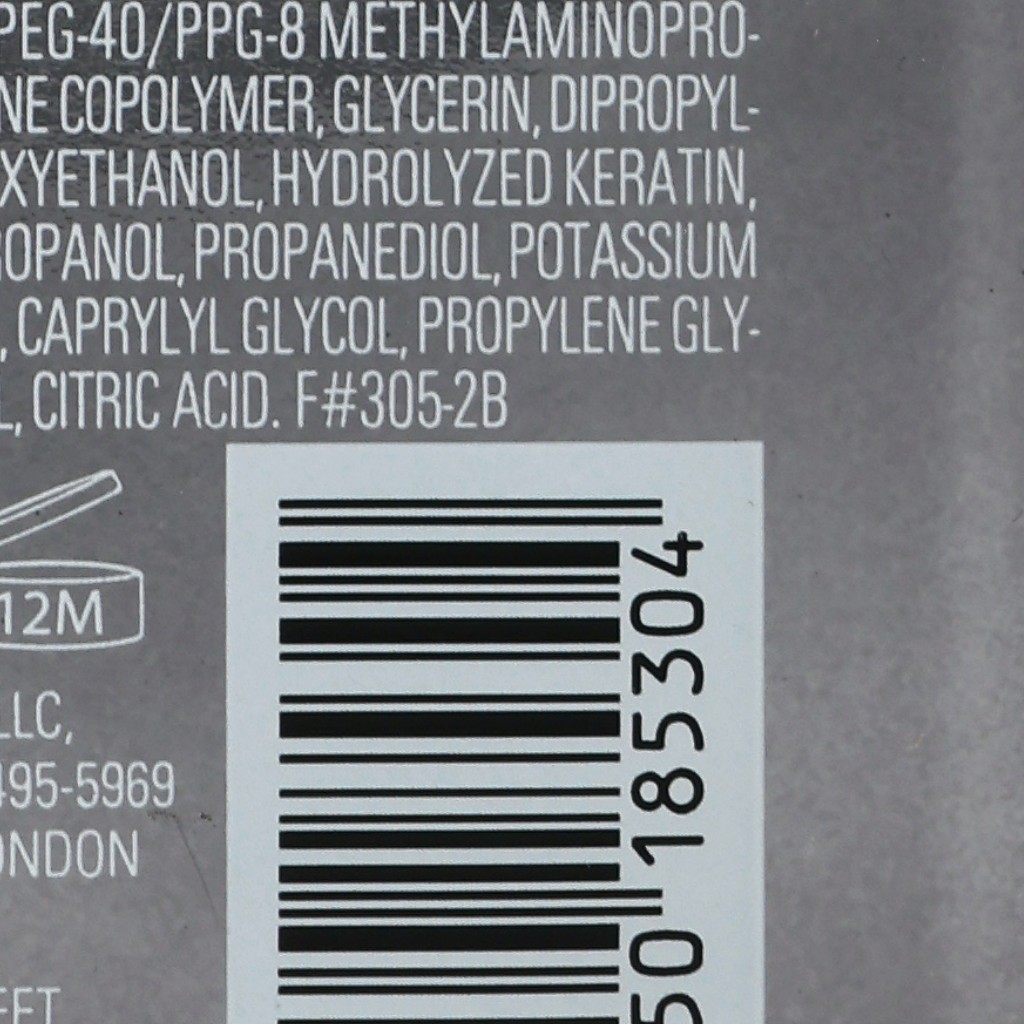 PEG-40/PPG-8 METHYLAMINOPRO-
NE COPOLYMER, GLYCERIN, DIPROPYL-
XYETHANOL, HYDROLYZED KERATIN,
OPANOL, PROPANEDIOL, POTASSIUM
, CAPRYLYL GLYCOL, PROPYLENE GLY-
L, CITRIC ACID. F#305-2B
12M
LLC,
495-5969
ONDON
EET
50 185304